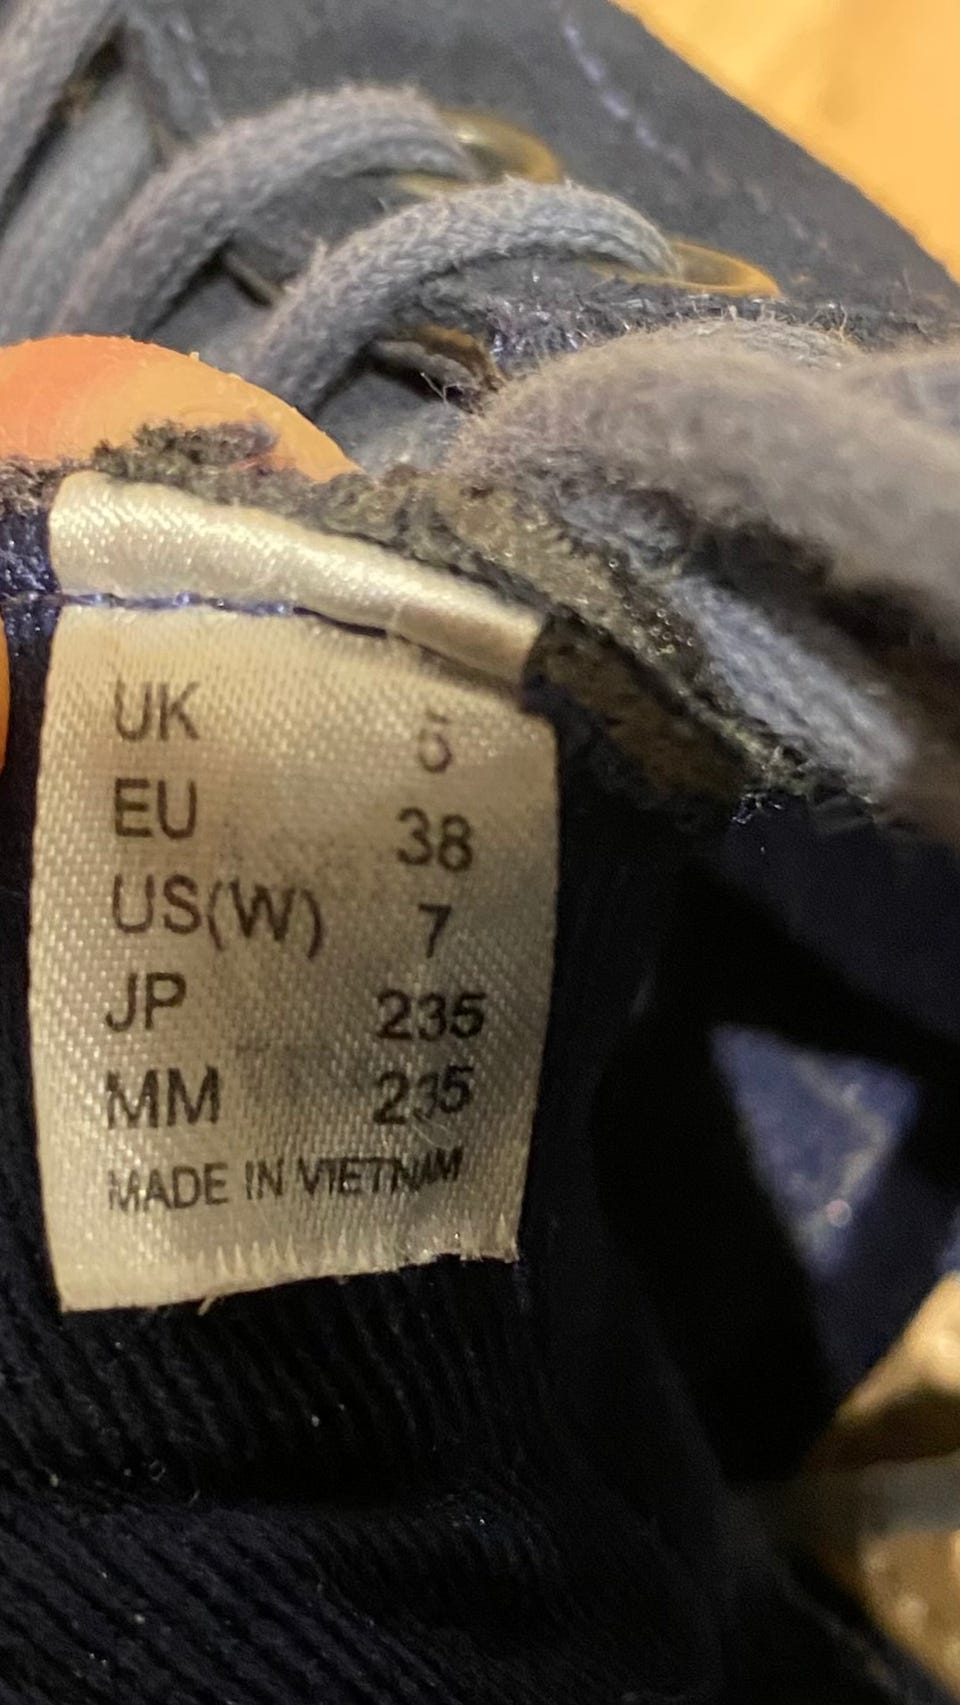 UK 5
EU 38
US(W) 7
JP 235
MM 235
MADE IN VIETNAM